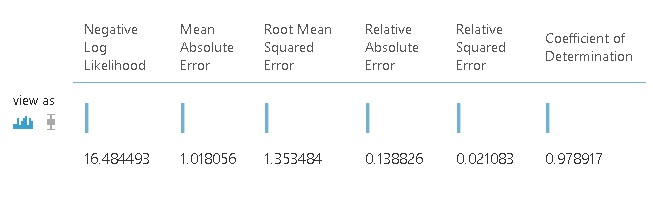 Negative
Log
Likelihood
Mean
Absolute
Error
Root Mean
Squared
Error
Relative
Absolute
Error
Relative
Squared
Error
Coefficient of
Determination
view as
16.484493 1.018056 1.353484 0.138826 0.021083 0.978917